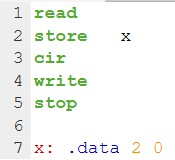 1 read
2 store x
3 cir
4 write
5 stop
6
7 x: .data 2 0